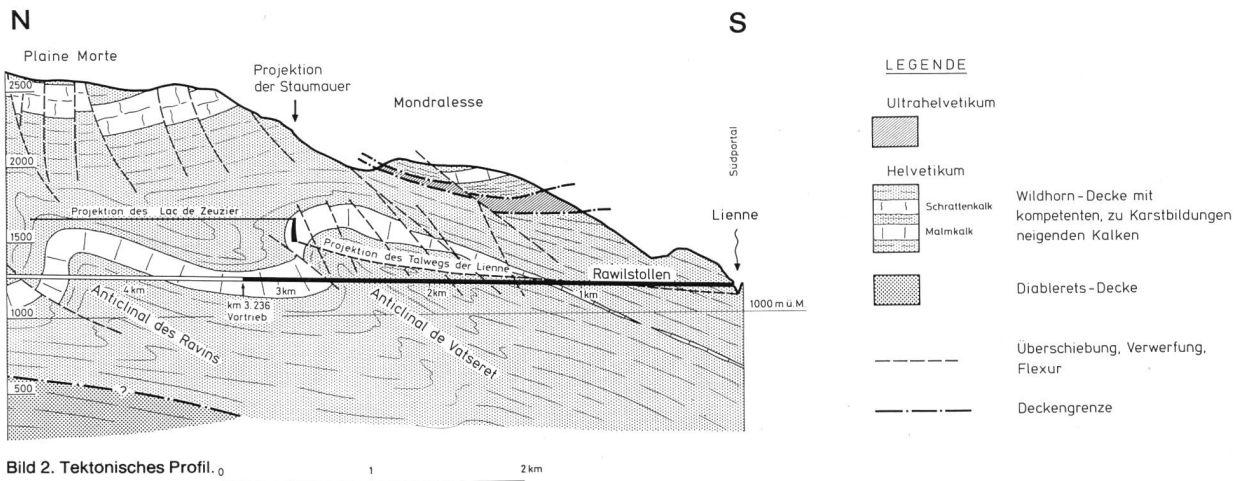 N
S
Plaine Morte
Projektion
der Staumauer
Mondralesse
Südportal
Lienne
2500
2000
1500
1000
500
Projektion des Lac de Zeuzier
Projektion des Talwegs der Lienne
Rawilstollen
4 km
3km
2km
1km
km 3.236
Vortrieb
1000 m ü. M.
Anticlinal des Ravins
Anticlinal de Vatseret
?
LEGENDE
Ultrahelvetikum
Helvetikum
Schrattenkalk
Malmkalk
Wildhorn-Decke mit
kompetenten, zu Karstbildungen
neigenden Kalken
Diablerets-Decke
Überschiebung, Verwerfung,
Flexur
Deckengrenze
Bild 2. Tektonisches Profil.
0 1 2 km